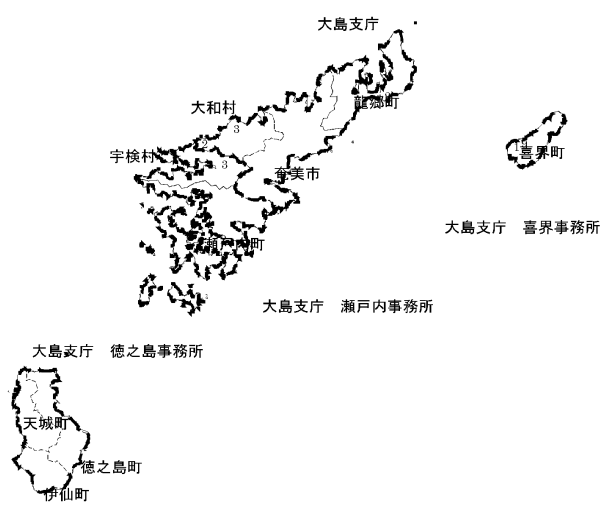 大島支庁
大和村
龍郷町
3
2
宇検村
3
奄美市
喜界町
大島支庁 喜界事務所
瀬戸内町
大島支庁 瀬戸内事務所
大島支庁 徳之島事務所
天城町
徳之島町
伊仙町